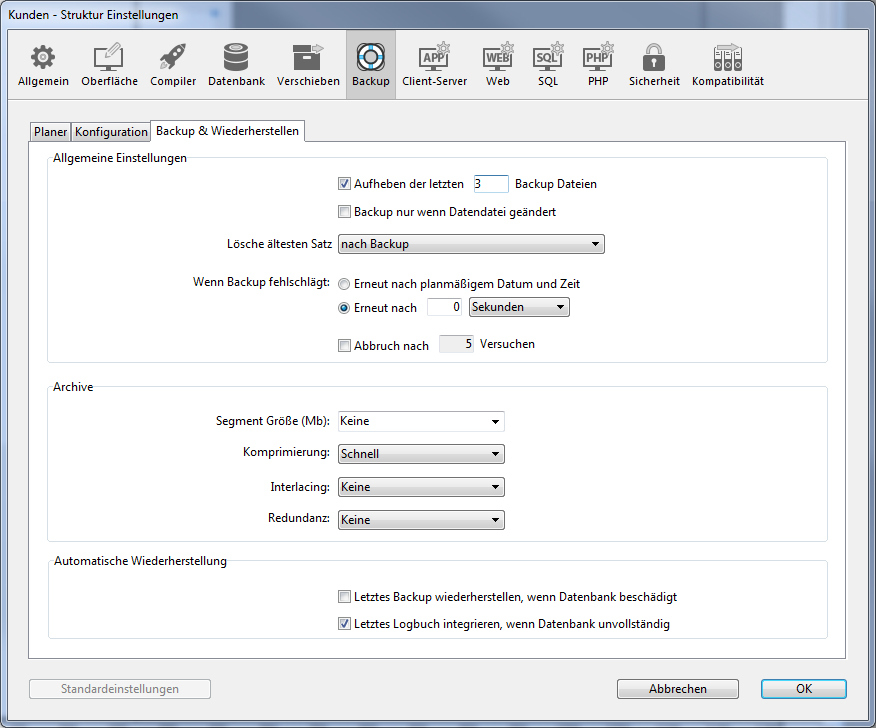 Kunden - Struktur Einstellungen
APP WEB SQL PHP
Allgemein Oberfläche Compiler Datenbank Verschieben Backup Client-Server Web SQL PHP Sicherheit Kompatibilität
Planer Konfiguration Backup & Wiederherstellen
Allgemeine Einstellungen
Aufheben der letzten 3 Backup Dateien
Backup nur wenn Datendatei geändert
Lösche ältesten Satz nach Backup
Wenn Backup fehlschlägt: Erneut nach planmäßigem Datum und Zeit
Erneut nach 0 Sekunden
Abbruch nach 5 Versuchen
Archive
Segment Größe (Mb): Keine
Komprimierung: Schnell
Interlacing: Keine
Redundanz: Keine
Automatische Wiederherstellung
Letztes Backup wiederherstellen, wenn Datenbank beschädigt
Letztes Logbuch integrieren, wenn Datenbank unvollständig
Standardeinstellungen Abbrechen OK